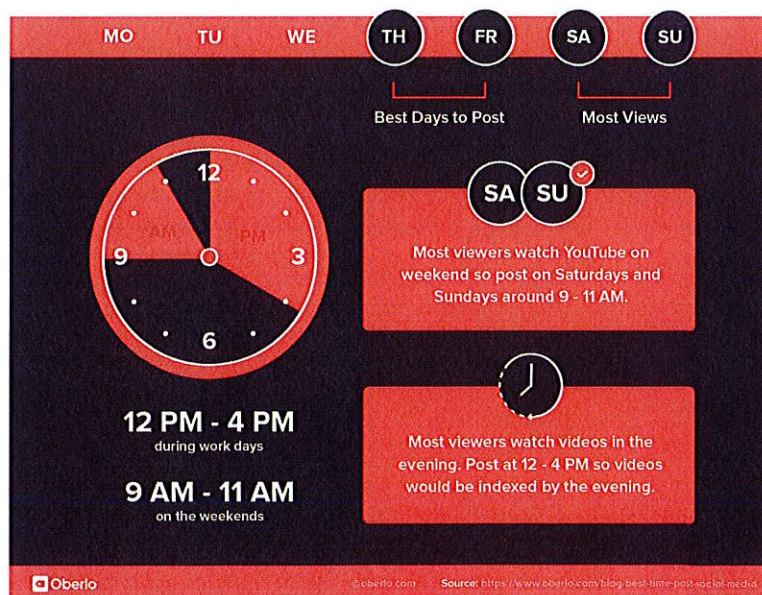 MO TU WE TH FR SA SU
Best Days to Post Most Views
12
AM PM
9 3
6
12 PM - 4 PM
during work days
9 AM - 11 AM
on the weekends
SA SU
Most viewers watch YouTube on
weekend so post on Saturdays and
Sundays around 9 - 11 AM.
Most viewers watch videos in the
evening. Post at 12 - 4 PM so videos
would be indexed by the evening.
Oberlo
© oberlo.com Source: https://www.oberlo.com/blog/best-time-post-social-media